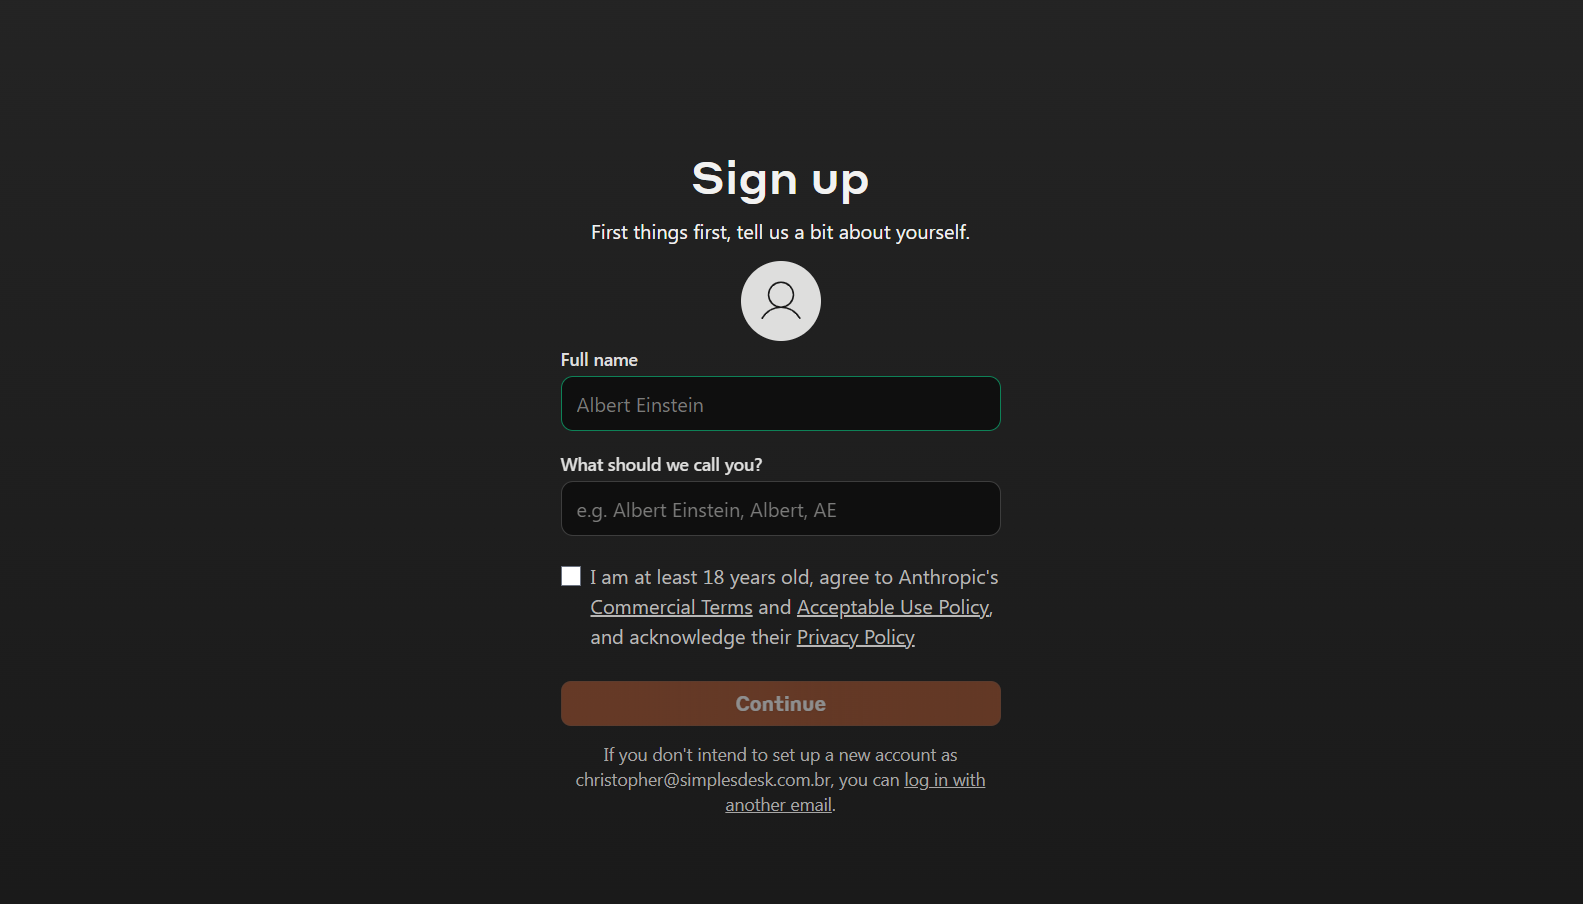 Sign up
First things first, tell us a bit about yourself.
Full name
Albert Einstein
What should we call you?
e.g. Albert Einstein, Albert, AE
I am at least 18 years old, agree to Anthropic's
Commercial Terms and Acceptable Use Policy,
and acknowledge their Privacy Policy
Continue
If you don't intend to set up a new account as
christopher@simplesdesk.com.br, you can log in with
another email.